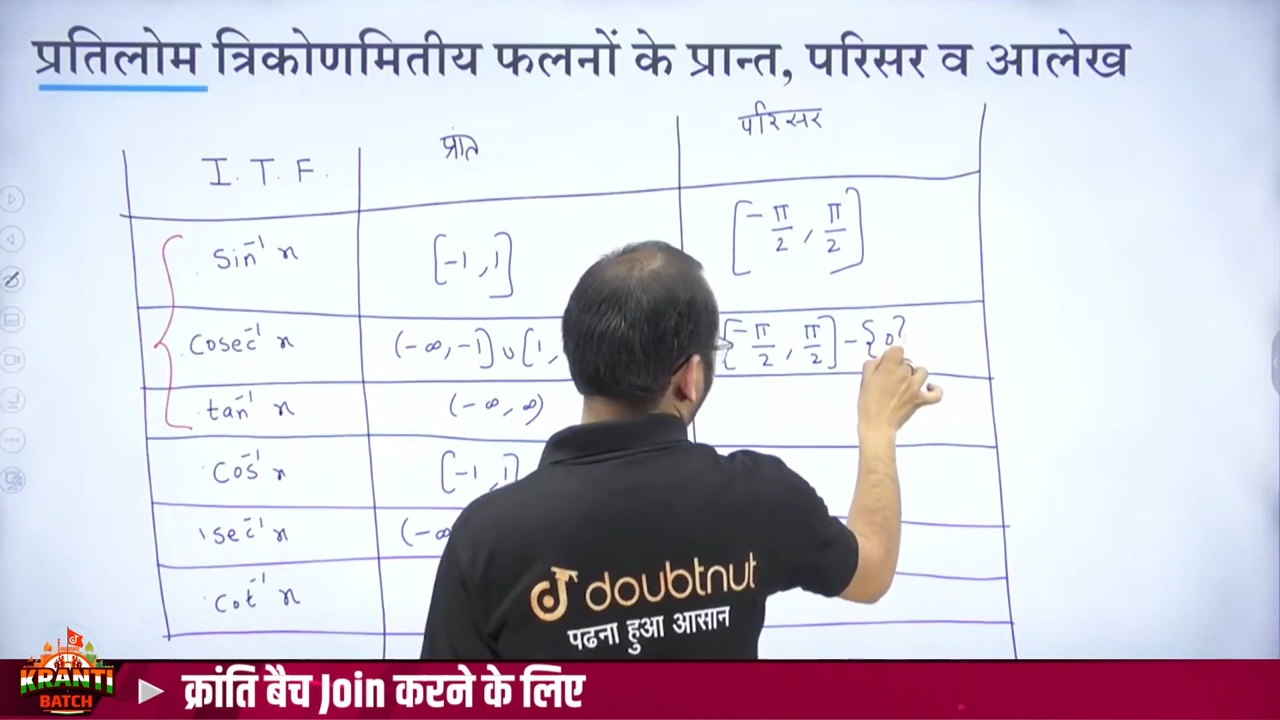 प्रतिलोम त्रिकोणमितीय फलनों के प्रान्त, परिसर व आलेख
I. T. F. प्रांत परिसर
Sin⁻¹ x [-1, 1] [-π/2, π/2]
Cosec⁻¹ x (-∞, -1] ∪ [1, [-π/2, π/2] - {0}
tan⁻¹ x (-∞, ∞)
Cos⁻¹ x [-1, 1]
Sec⁻¹ x (-∞
Cot⁻¹ x
doubtnut
पढना हुआ आसान
KRANTI
BATCH
क्रांति बैच Join करने के लिए